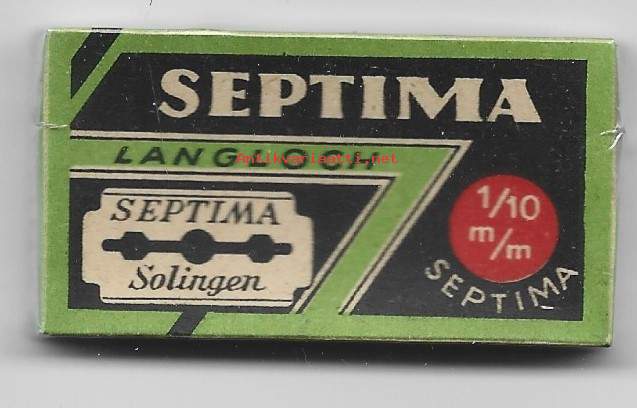 SEPTIMA
LANGLOCH
Antikvariaatti.net
SEPTIMA
Solingen
1/10
m/m
SEPTIMA